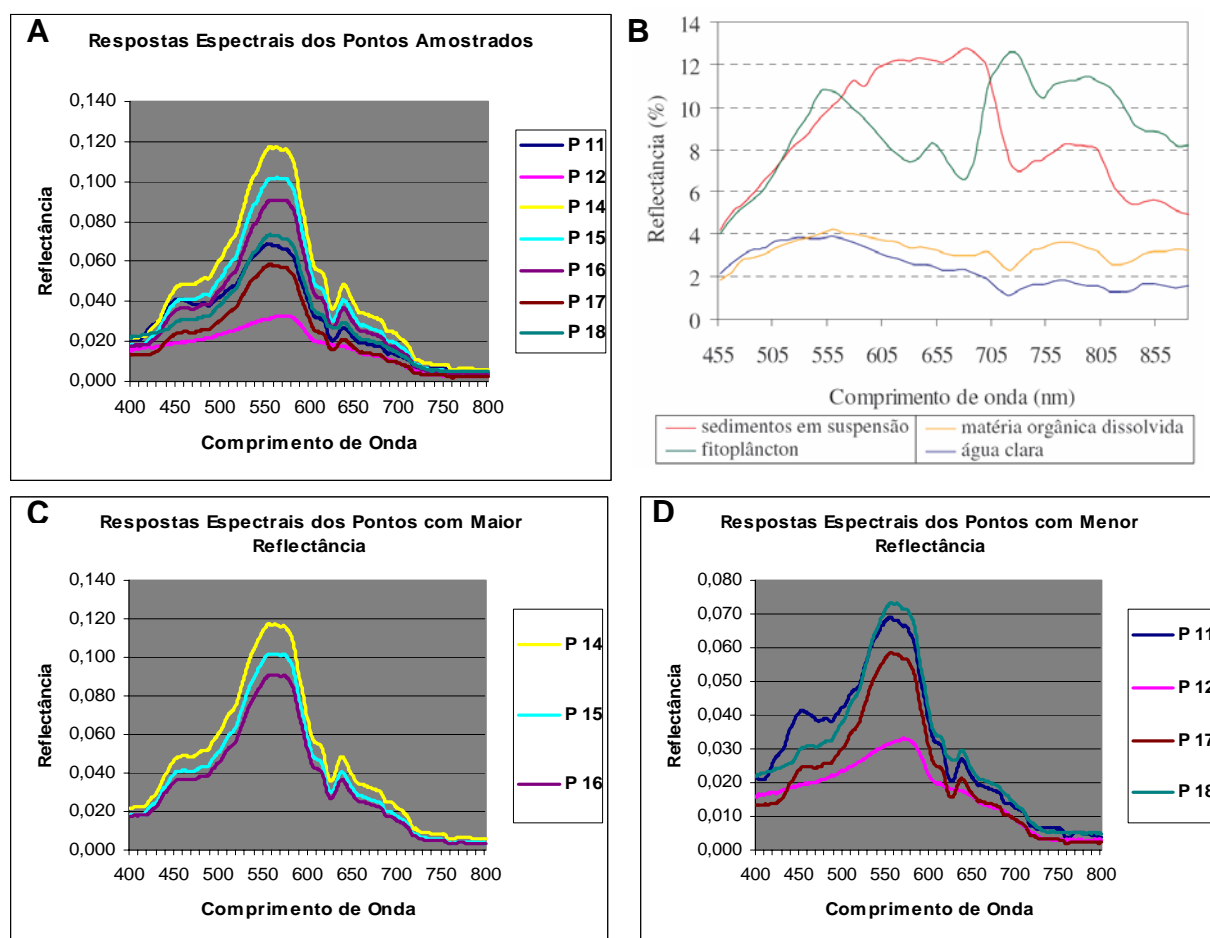 A
Respostas Espectrais dos Pontos Amostrados
0,140
0,120
0,100
0,080
0,060
0,040
0,020
0,000
Reflectância
400 450 500 550 600 650 700 750 800
Comprimento de Onda
P 11
P 12
P 14
P 15
P 16
P 17
P 18
B
14
12
10
8
6
4
2
0
Reflectância (%)
455 505 555 605 655 705 755 805 855
Comprimento de onda (nm)
sedimentos em suspensão
fitoplâncton
matéria orgânica dissolvida
água clara
C
Respostas Espectrais dos Pontos com Maior
Reflectância
0,140
0,120
0,100
0,080
0,060
0,040
0,020
0,000
Reflectância
400 450 500 550 600 650 700 750 800
Comprimento de Onda
P 14
P 15
P 16
D
Respostas Espectrais dos Pontos com Menor
Reflectância
0,080
0,070
0,060
0,050
0,040
0,030
0,020
0,010
0,000
Reflectância
400 450 500 550 600 650 700 750 800
Comprimento de Onda
P 11
P 12
P 17
P 18